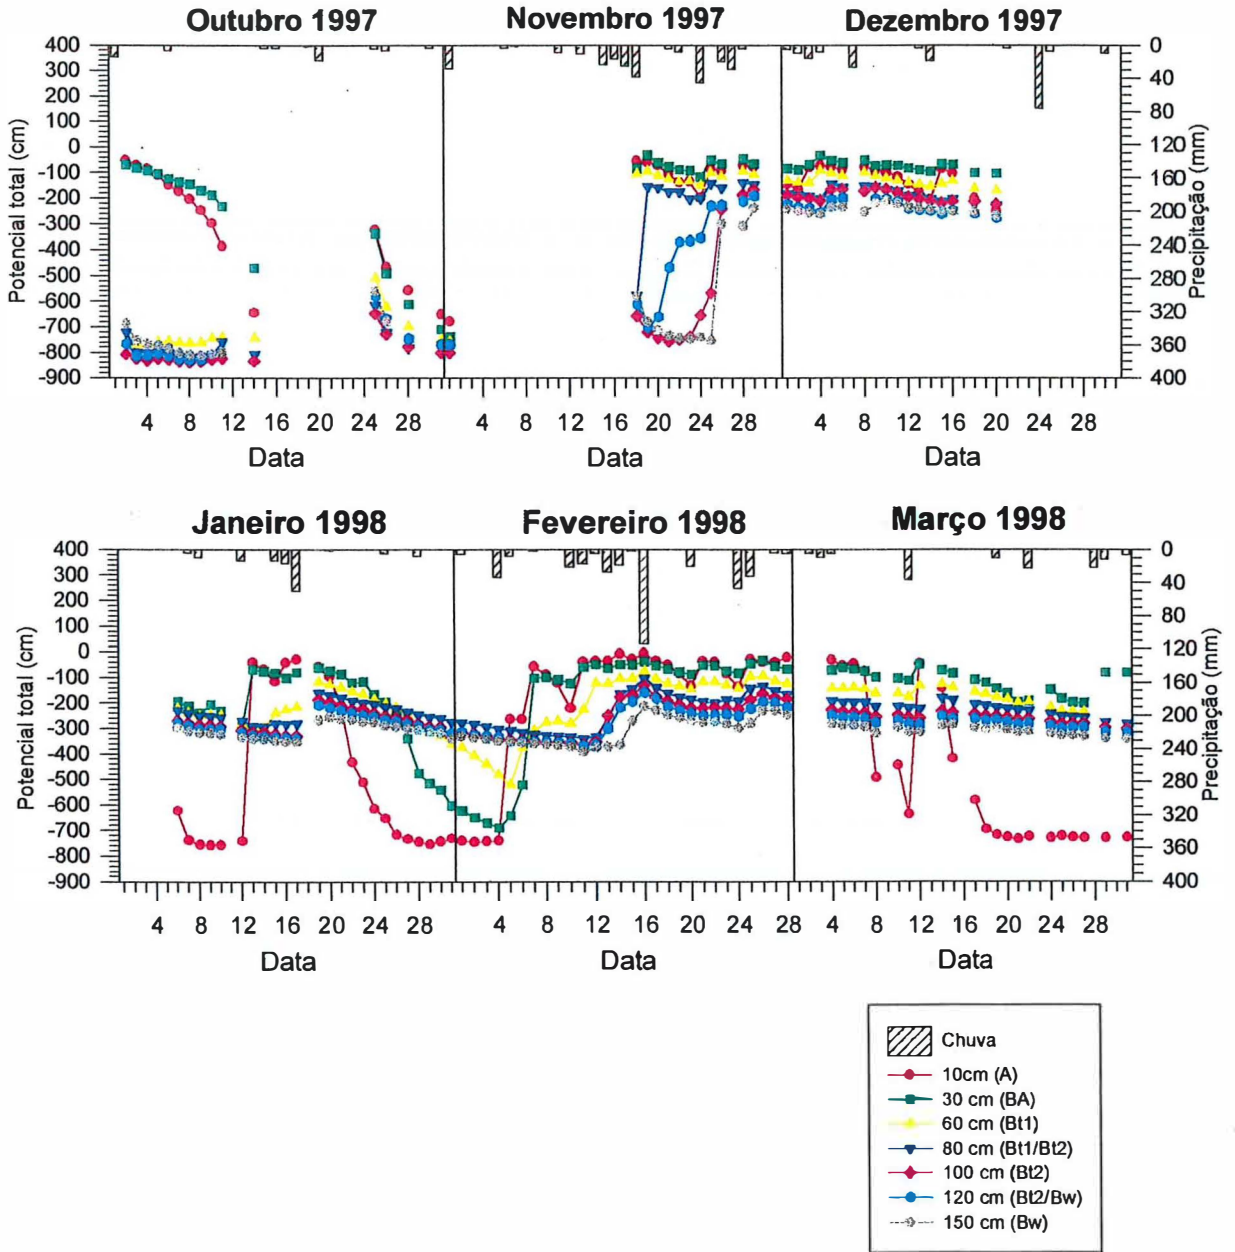 Outubro 1997
Novembro 1997
Dezembro 1997
Potencial total (cm)
400
300
200
100
0
-100
-200
-300
-400
-500
-600
-700
-800
-900
0
40
80
120
160
200
240
280
320
360
400
Precipitação (mm)
4 8 12 16 20 24 28
4 8 12 16 20 24 28
4 8 12 16 20 24 28
Data
Data
Data
Janeiro 1998
Fevereiro 1998
Março 1998
Potencial total (cm)
400
300
200
100
0
-100
-200
-300
-400
-500
-600
-700
-800
-900
0
40
80
120
160
200
240
280
320
360
400
Precipitação (mm)
4 8 12 16 20 24 28
4 8 12 16 20 24 28
4 8 12 16 20 24 28
Data
Data
Data
Chuva
10cm (A)
30 cm (BA)
60 cm (Bt1)
80 cm (Bt1/Bt2)
100 cm (Bt2)
120 cm (Bt2/Bw)
150 cm (Bw)